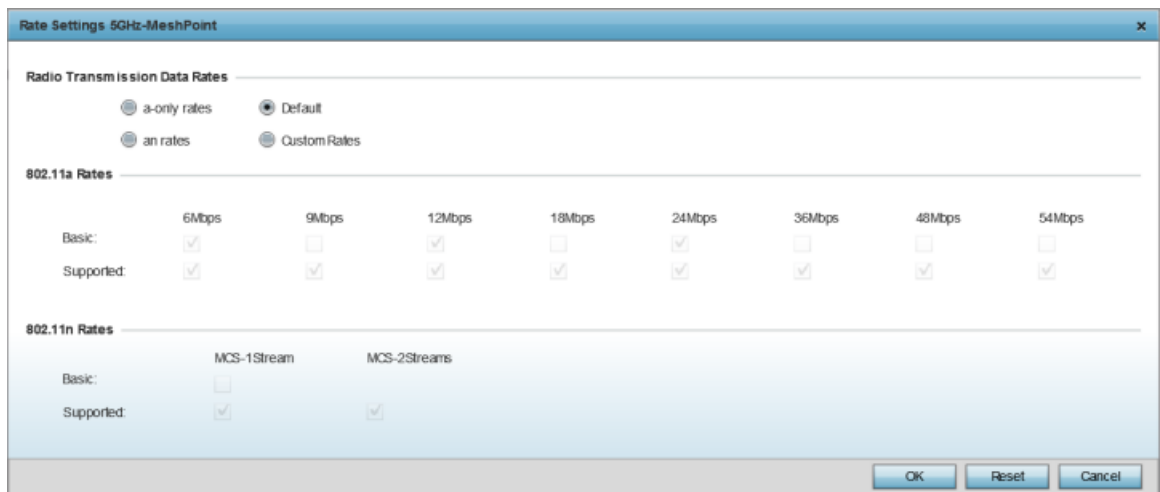 Rate Settings 5GHz-MeshPoint
Radio Transmission Data Rates
a-only rates Default
an rates Custom Rates
802.11a Rates
6Mbps 9Mbps 12Mbps 18Mbps 24Mbps 36Mbps 48Mbps 54Mbps
Basic:
Supported:
802.11n Rates
MCS-1Stream MCS-2Streams
Basic:
Supported:
OK Reset Cancel